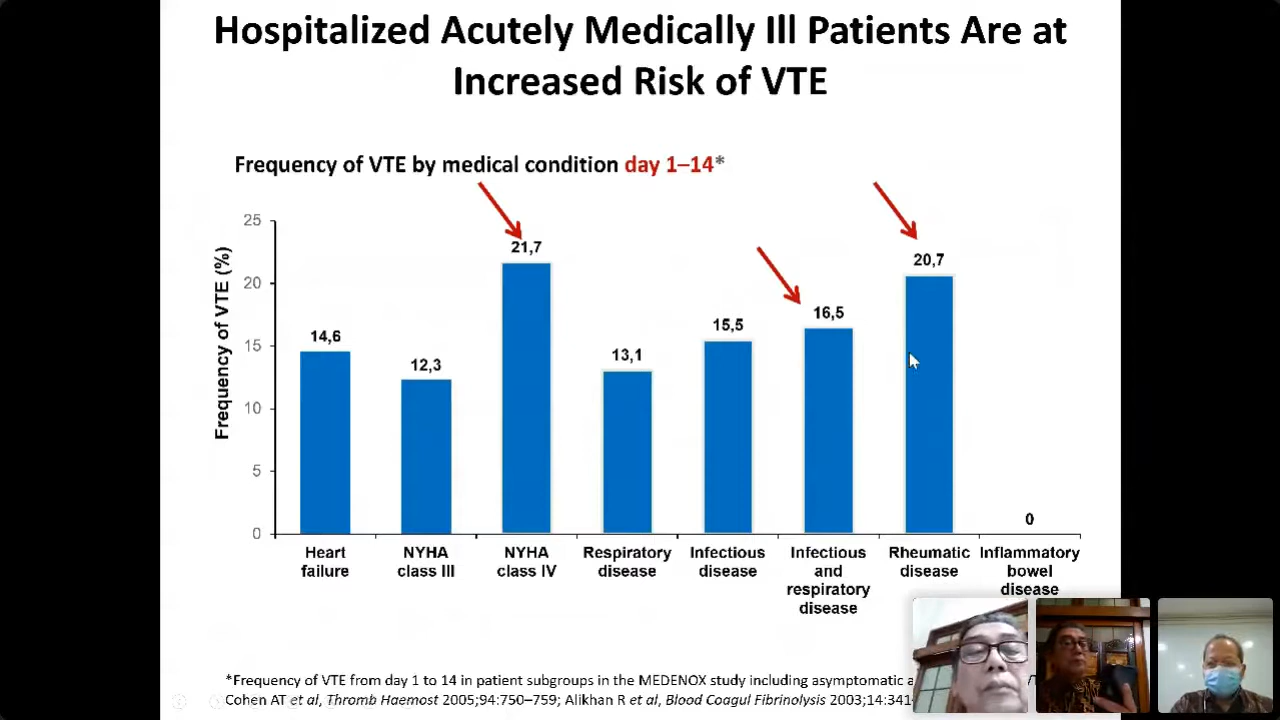 Hospitalized Acutely Medically Ill Patients Are at
Increased Risk of VTE
Frequency of VTE by medical condition day 1–14*
Frequency of VTE (%)
25
20
15
10
5
0
14,6
12,3
21,7
13,1
15,5
16,5
20,7
0
Heart
failure
NYHA
class III
NYHA
class IV
Respiratory
disease
Infectious
disease
Infectious
and
respiratory
disease
Rheumatic
disease
Inflammatory
bowel
disease
*Frequency of VTE from day 1 to 14 in patient subgroups in the MEDENOX study including asymptomatic
Cohen AT et al, Thromb Haemost 2005;94:750–759; Alikhan R et al, Blood Coagul Fibrinolysis 2003;14:341